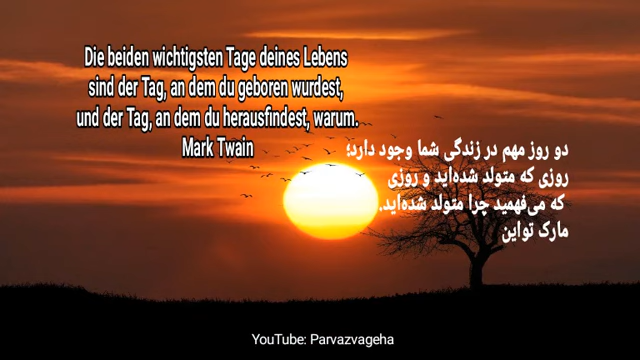 Die beiden wichtigsten Tage deines Lebens
sind der Tag, an dem du geboren wurdest,
und der Tag, an dem du herausfindest, warum.
Mark Twain
دو روز مهم در زندگی شما وجود دارد؛
روزی که متولد شده‌اید و روزی
که می‌فهمید چرا متولد شده‌اید.
مارک تواین
YouTube: Parvazvageha